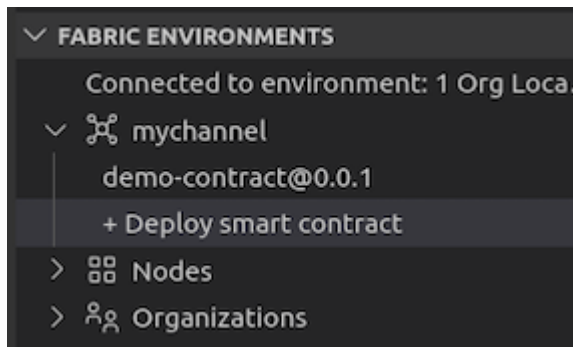 FABRIC ENVIRONMENTS
Connected to environment: 1 Org Loca.
mychannel
demo-contract@0.0.1
+ Deploy smart contract
Nodes
Organizations